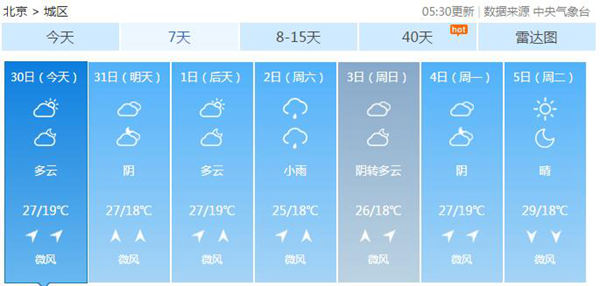 北京 > 城区
05:30更新 | 数据来源 中央气象台
今天 7天 8-15天 40天 hot 雷达图
30日（今天） 31日（明天） 1日（后天） 2日（周六） 3日（周日） 4日（周一） 5日（周二）
多云 阴 多云 小雨 阴转多云 阴 晴
27/19℃ 27/18℃ 27/19℃ 25/18℃ 26/18℃ 27/19℃ 29/18℃
微风 微风 微风 微风 微风 微风 微风